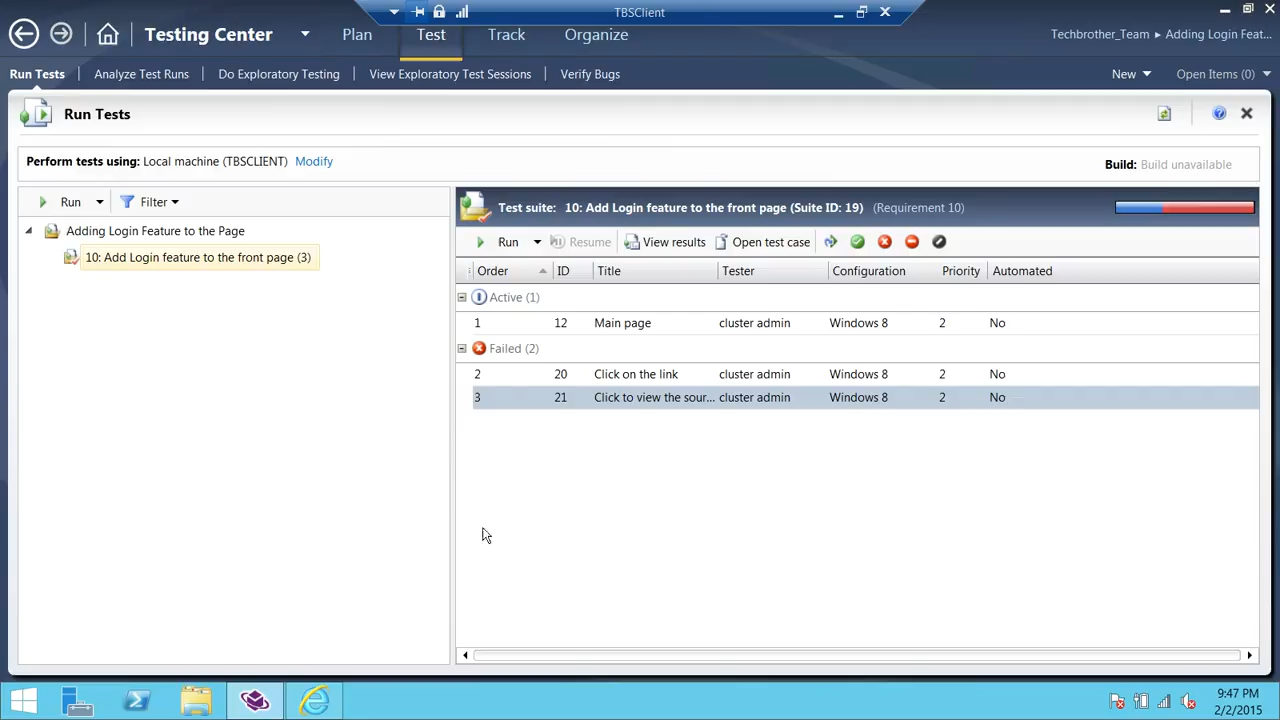 TBSClient
Testing Center Plan Test Track Organize Techbrother_Team Adding Login Feat...
Run Tests Analyze Test Runs Do Exploratory Testing View Exploratory Test Sessions Verify Bugs New Open Items (0)
Run Tests
Perform tests using: Local machine (TBSCLIENT) Modify Build: Build unavailable
Run Filter
Adding Login Feature to the Page
10: Add Login feature to the front page (3)
Test suite: 10: Add Login feature to the front page (Suite ID: 19) (Requirement 10)
Run Resume View results Open test case
Order ID Title Tester Configuration Priority Automated
Active (1)
1 12 Main page cluster admin Windows 8 2 No
Failed (2)
2 20 Click on the link cluster admin Windows 8 2 No
3 21 Click to view the sour... cluster admin Windows 8 2 No
9:47 PM
2/2/2015